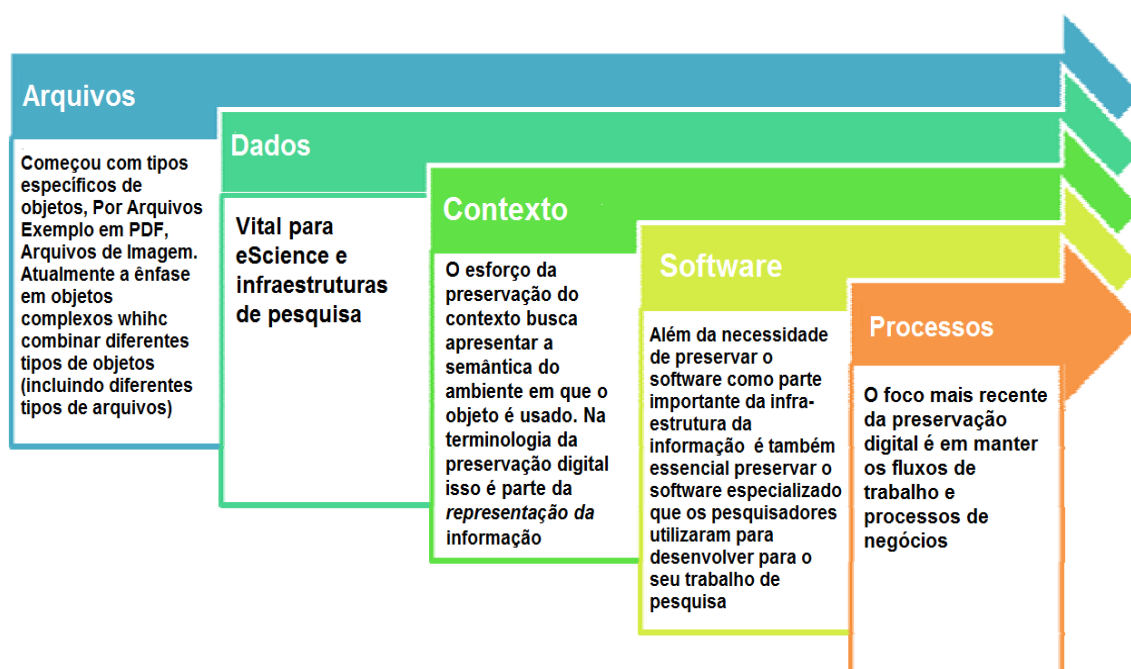 Arquivos
Começou com tipos
específicos de
objetos, Por Arquivos
Exemplo em PDF,
Arquivos de Imagem.
Atualmente a ênfase
em objetos
complexos whihc
combinar diferentes
tipos de objetos
(incluindo diferentes
tipos de arquivos)
Dados
Vital para
eScience e
infraestruturas
de pesquisa
Contexto
O esforço da
preservação do
contexto busca
apresentar a
semântica do
ambiente em que o
objeto é usado. Na
terminologia da
preservação digital
isso é parte da
representação da
informação
Software
Além da necessidade
de preservar o
software como parte
importante da infra-
estrutura da
informação é também
essencial preservar o
software especializado
que os pesquisadores
utilizaram para
desenvolver para o
seu trabalho de
pesquisa
Processos
O foco mais recente
da preservação
digital é em manter
os fluxos de
trabalho e
processos de
negócios